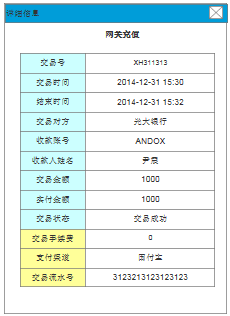 详细信息
网关充值
交易号 XH311313
交易时间 2014-12-31 15:30
结束时间 2014-12-31 15:32
交易对方 光大银行
收款账号 ANDOX
收款人姓名 尹宸
交易金额 1000
实付金额 1000
交易状态 交易成功
交易手续费 0
支付渠道 百付宝
交易流水号 3123213123123123